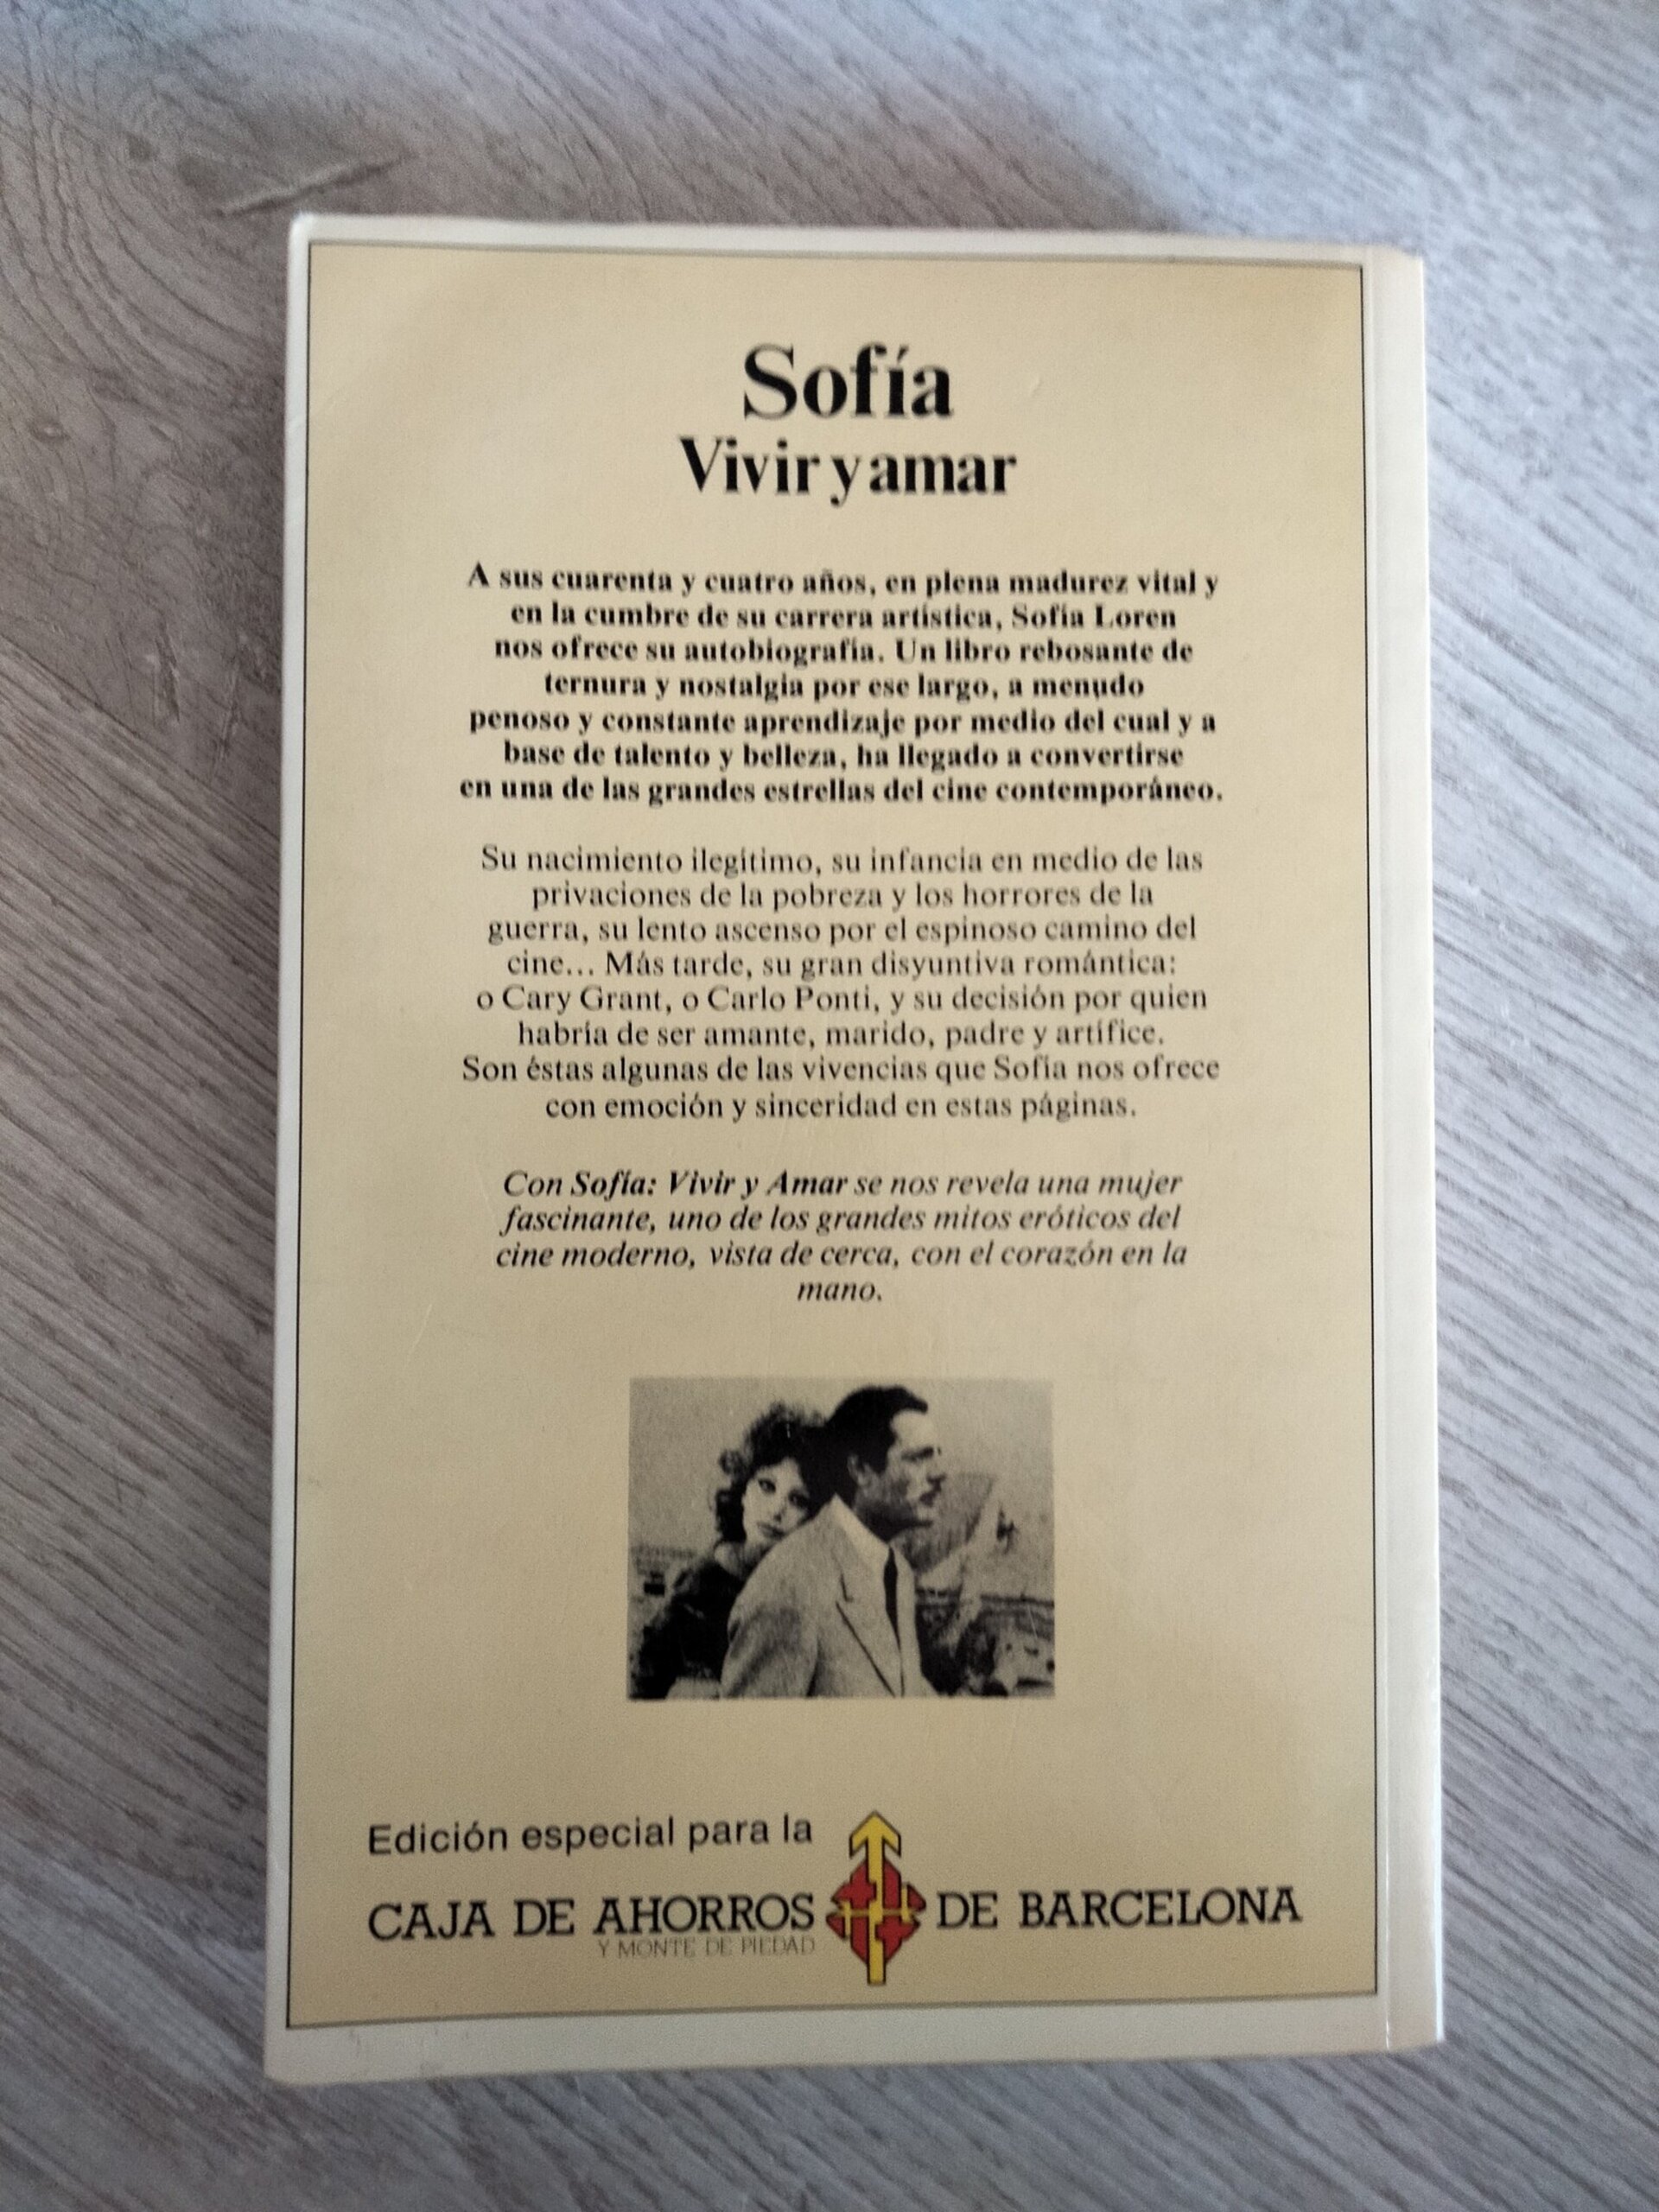 Sofía
Vivir y amar
A sus cuarenta y cuatro años, en plena madurez vital y
en la cumbre de su carrera artística, Sofía Loren
nos ofrece su autobiografía. Un libro rebosante de
ternura y nostalgia por ese largo, a menudo
penoso y constante aprendizaje por medio del cual y a
base de talento y belleza, ha llegado a convertirse
en una de las grandes estrellas del cine contemporáneo.
Su nacimiento ilegítimo, su infancia en medio de las
privaciones de la pobreza y los horrores de la
guerra, su lento ascenso por el espinoso camino del
cine... Más tarde, su gran disyuntiva romántica:
o Cary Grant, o Carlo Ponti, y su decisión por quien
habría de ser amante, marido, padre y artífice.
Son éstas algunas de las vivencias que Sofía nos ofrece
con emoción y sinceridad en estas páginas.
Con Sofía: Vivir y Amar se nos revela una mujer
fascinante, uno de los grandes mitos eróticos del
cine moderno, vista de cerca, con el corazón en la
mano.
Edición especial para la
CAJA DE AHORROS DE BARCELONA
Y MONTE DE PIEDAD